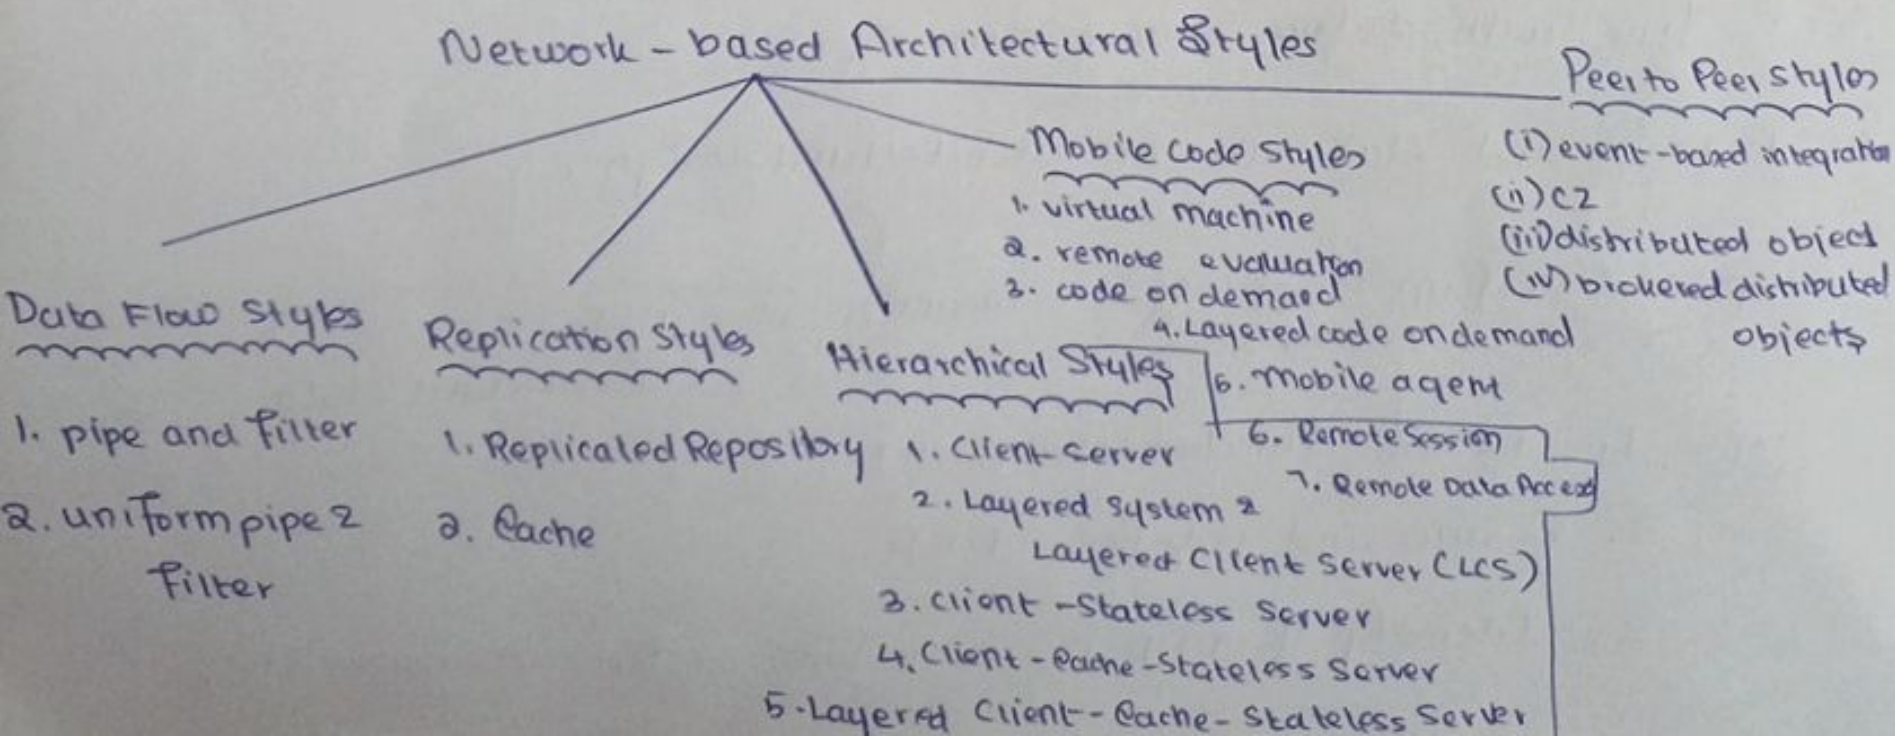 Network-based Architectural Styles
Data Flow Styles
1. pipe and filter
2. uniform pipe 2
filter
Replication Styles
1. Replicated Repository
2. Cache
Hierarchical Styles
1. Client-Server
2. Layered System 2
Layered Client Server (LCS)
3. Client-Stateless Server
4. Client-Cache-Stateless Server
5. Layered Client-Cache-Stateless Server
6. Remote Session
7. Remote Data Access
Mobile Code Styles
1. virtual machine
2. remote evaluation
3. code on demand
4. Layered code on demand
5. mobile agent
Peer to Peer Styles
(i) event-based integration
(ii) C2
(iii) distributed object
(iv) brokered distributed
objects